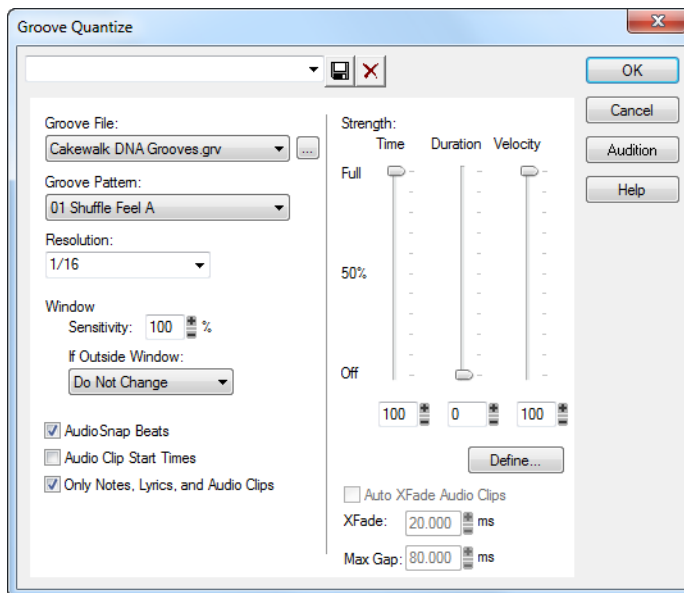 Groove Quantize
OK
Cancel
Audition
Help
Groove File:
Cakewalk DNA Grooves.grv
...
Groove Pattern:
01 Shuffle Feel A
Resolution:
1/16
Window
Sensitivity: 100 %
If Outside Window:
Do Not Change
AudioSnap Beats
Audio Clip Start Times
Only Notes, Lyrics, and Audio Clips
Strength:
Time Duration Velocity
Full
50%
Off
100 0 100
Define...
Auto XFade Audio Clips
XFade: 20.000 ms
Max Gap: 80.000 ms